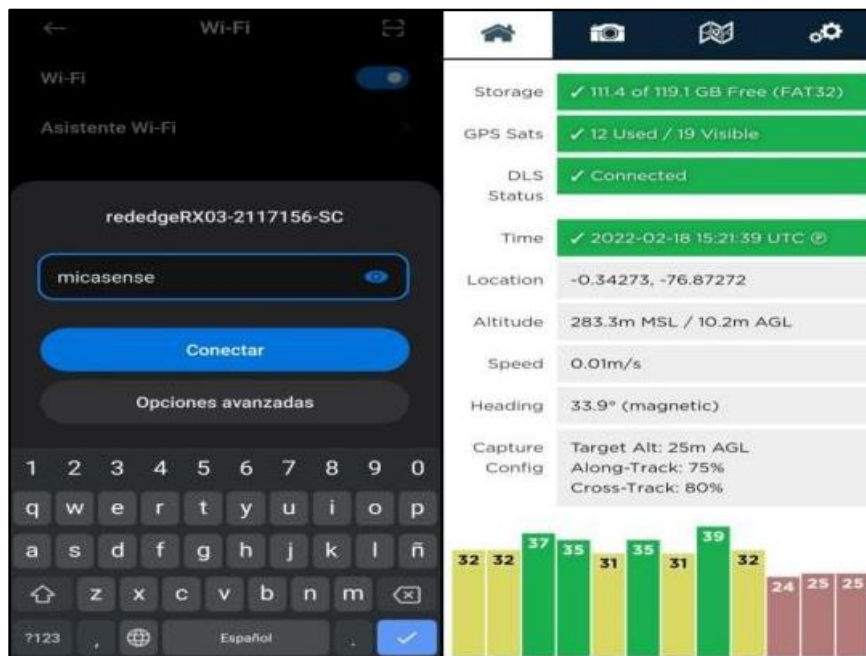 Wi-Fi
Wi-Fi
Asistente Wi-Fi
rededgeRX03-2117156-SC
micasense
Conectar
Opciones avanzadas
1 2 3 4 5 6 7 8 9 0
q w e r t y u i o p
a s d f g h j k l ñ
z x c v b n m
?123 , Español .
Storage ✓ 111.4 of 119.1 GB Free (FAT32)
GPS Sats ✓ 12 Used / 19 Visible
DLS ✓ Connected
Status
Time ✓ 2022-02-18 15:21:39 UTC Ⓟ
Location -0.34273, -76.87272
Altitude 283.3m MSL / 10.2m AGL
Speed 0.01m/s
Heading 33.9° (magnetic)
Capture Target Alt: 25m AGL
Config Along-Track: 75%
Cross-Track: 80%
32 32 37 35 31 35 31 39 32 24 25 25